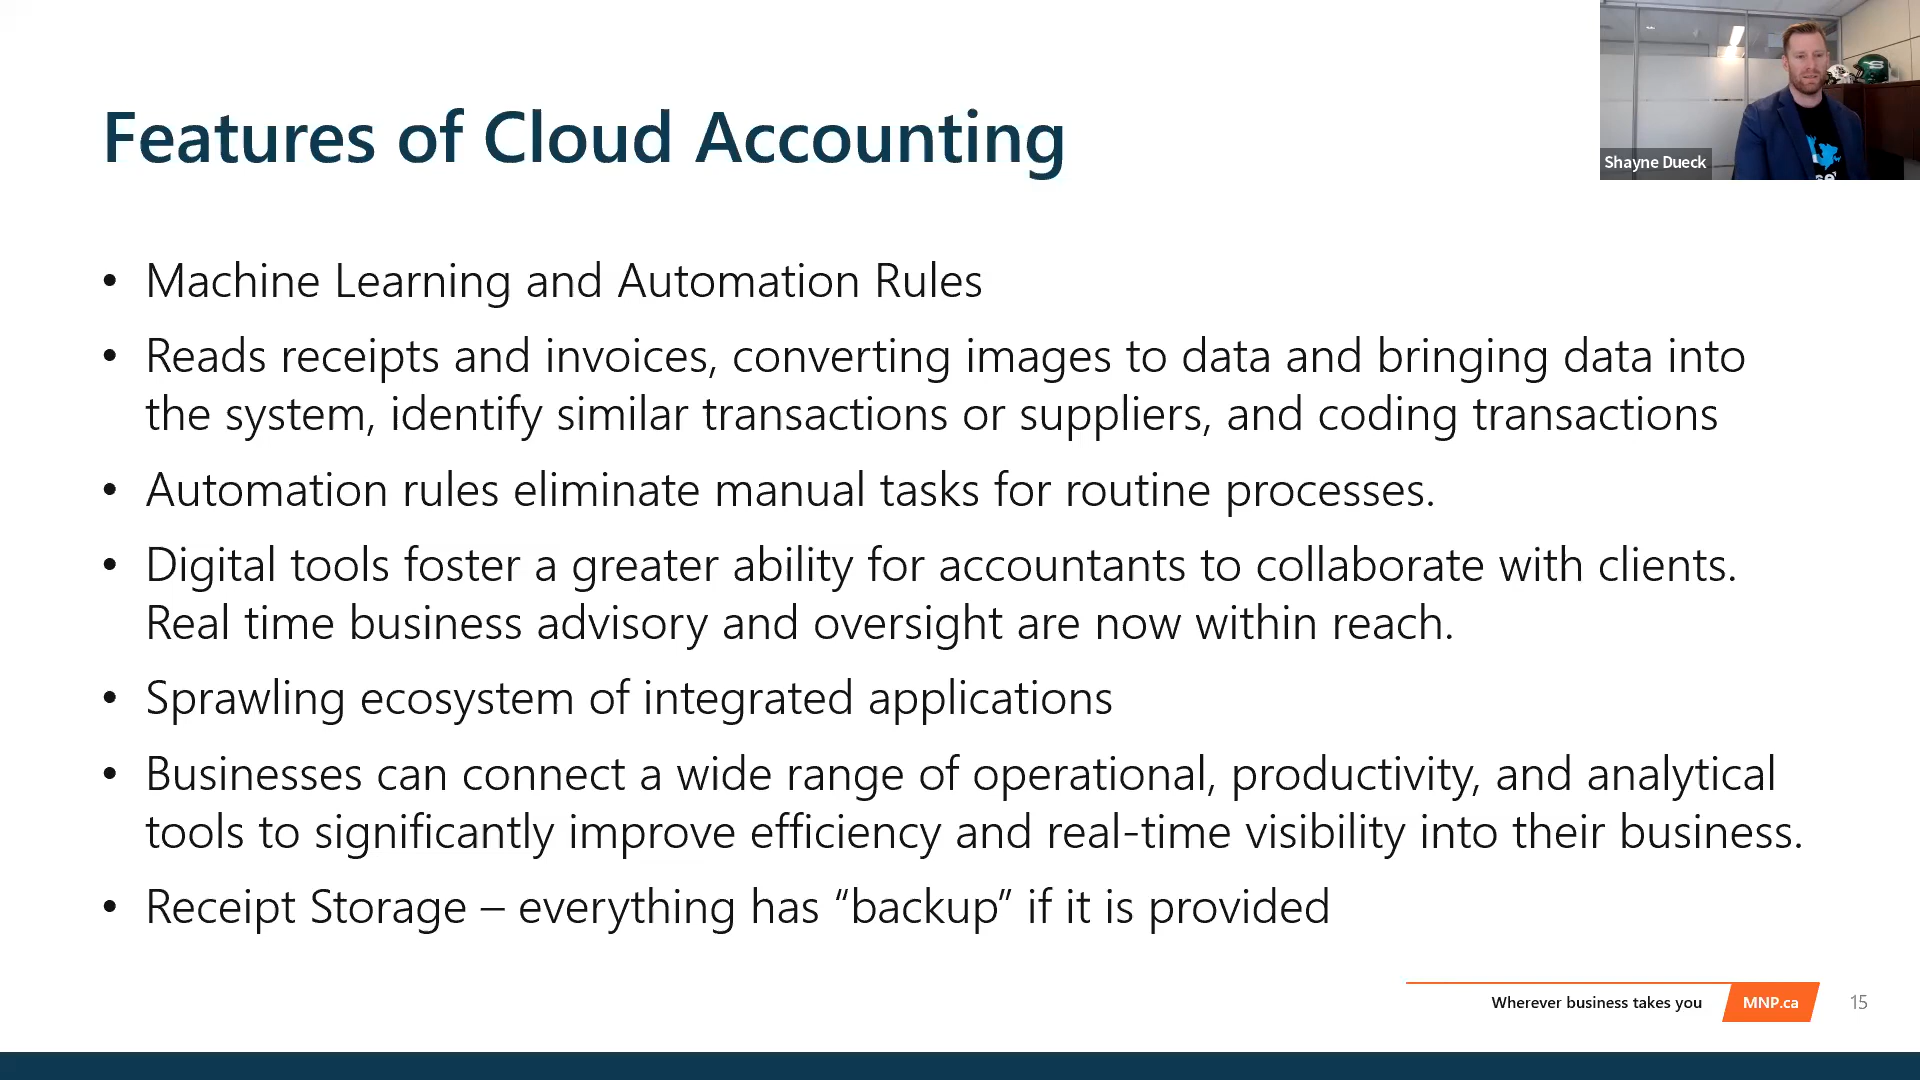 Features of Cloud Accounting
Shayne Dueck
• Machine Learning and Automation Rules
• Reads receipts and invoices, converting images to data and bringing data into
the system, identify similar transactions or suppliers, and coding transactions
• Automation rules eliminate manual tasks for routine processes.
• Digital tools foster a greater ability for accountants to collaborate with clients.
Real time business advisory and oversight are now within reach.
• Sprawling ecosystem of integrated applications
• Businesses can connect a wide range of operational, productivity, and analytical
tools to significantly improve efficiency and real-time visibility into their business.
• Receipt Storage – everything has “backup” if it is provided
Wherever business takes you
MNP.ca
15